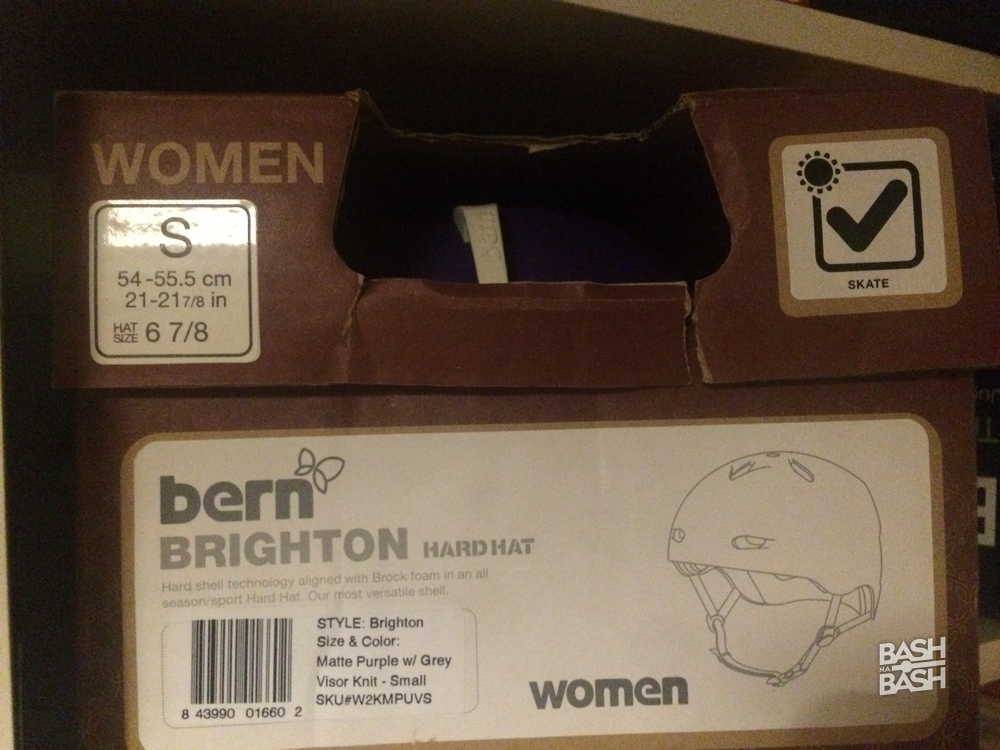 WOMEN
S
54-55.5 cm
21-21 7/8 in
HAT SIZE 6 7/8
SKATE
bern
BRIGHTON HARD HAT
Hard shell technology aligned with Brock foam in an all
season/sport Hard Hat. Our most versatile shell.
STYLE: Brighton
Size & Color:
Matte Purple w/ Grey
Visor Knit - Small
SKU#W2KMPUVS
8 43990 01660 2
women
BASH
NA
BASH